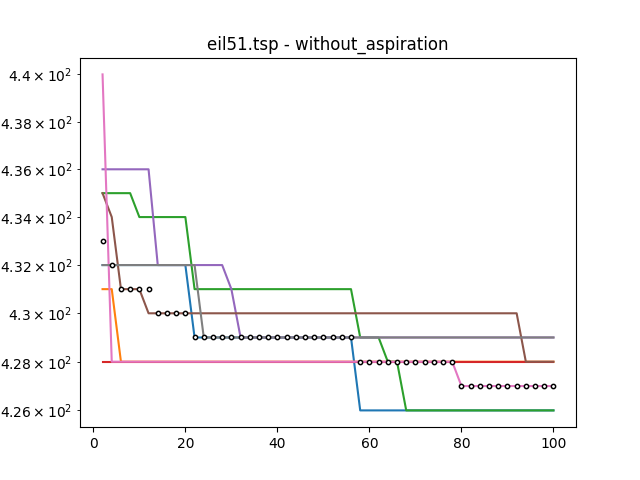 eil51.tsp - without_aspiration
4.4 × 10²
4.38 × 10²
4.36 × 10²
4.34 × 10²
4.32 × 10²
4.3 × 10²
4.28 × 10²
4.26 × 10²
0 20 40 60 80 100